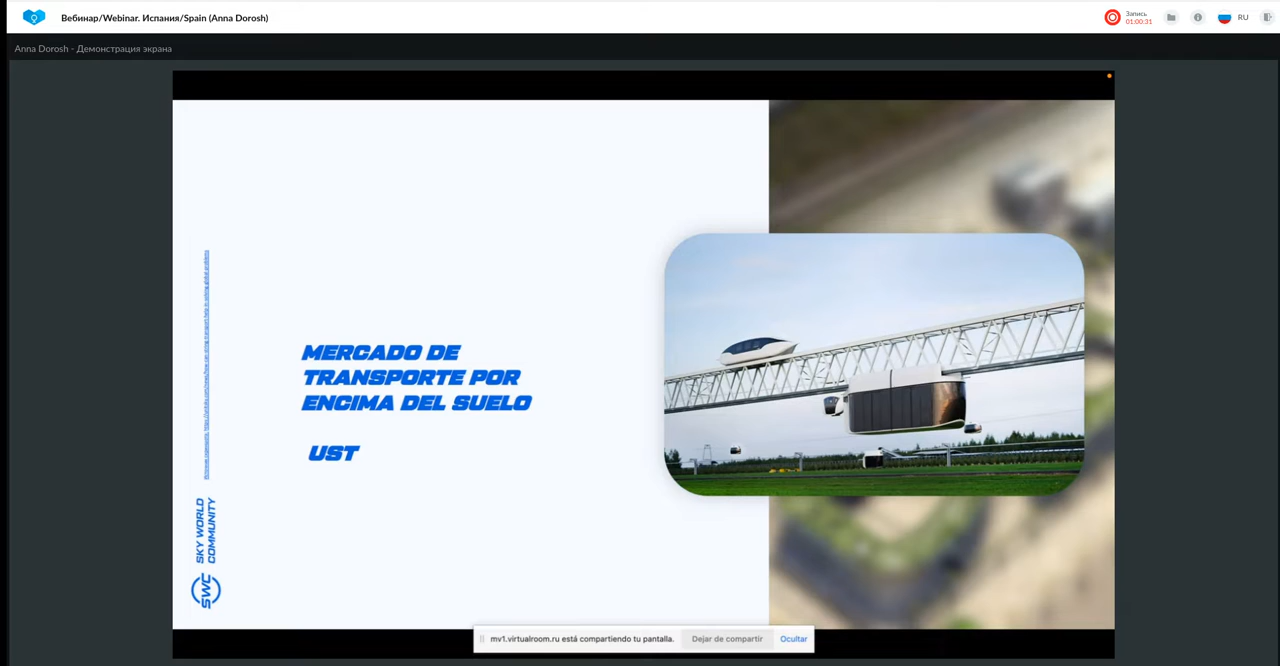 Вебинар/Webinar. Испания/Spain (Anna Dorosh)
Запись
01:00:31
RU
Anna Dorosh - Демонстрация экрана
MERCADO DE
TRANSPORTE POR
ENCIMA DEL SUELO
UST
SKY WORLD
COMMUNITY
SWC
mv1.virtualroom.ru está compartiendo tu pantalla.
Dejar de compartir
Ocultar